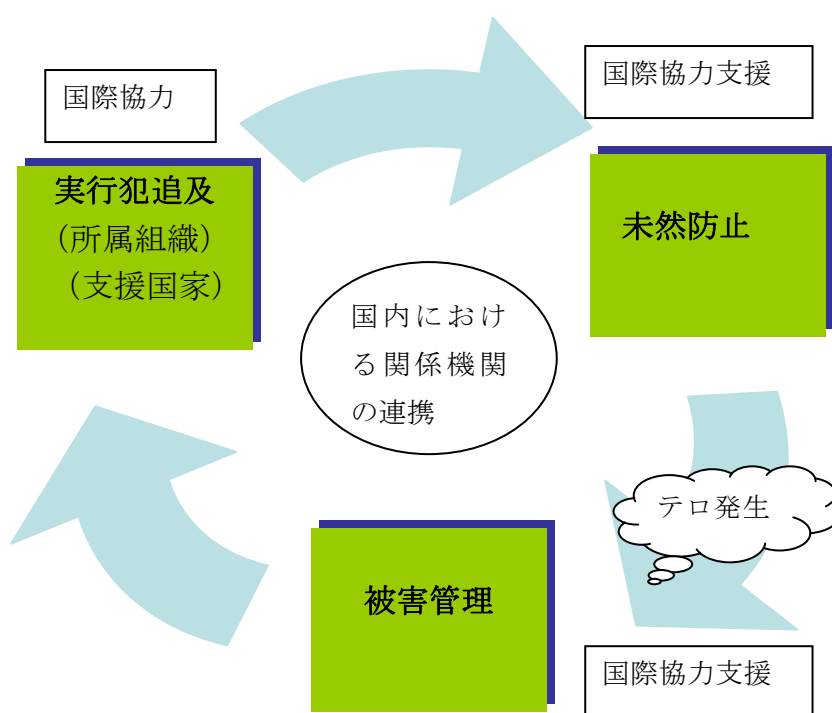 国際協力
実行犯追及
（所属組織）
（支援国家）
国際協力支援
未然防止
国内におけ
る関係機関
の連携
テロ発生
被害管理
国際協力支援